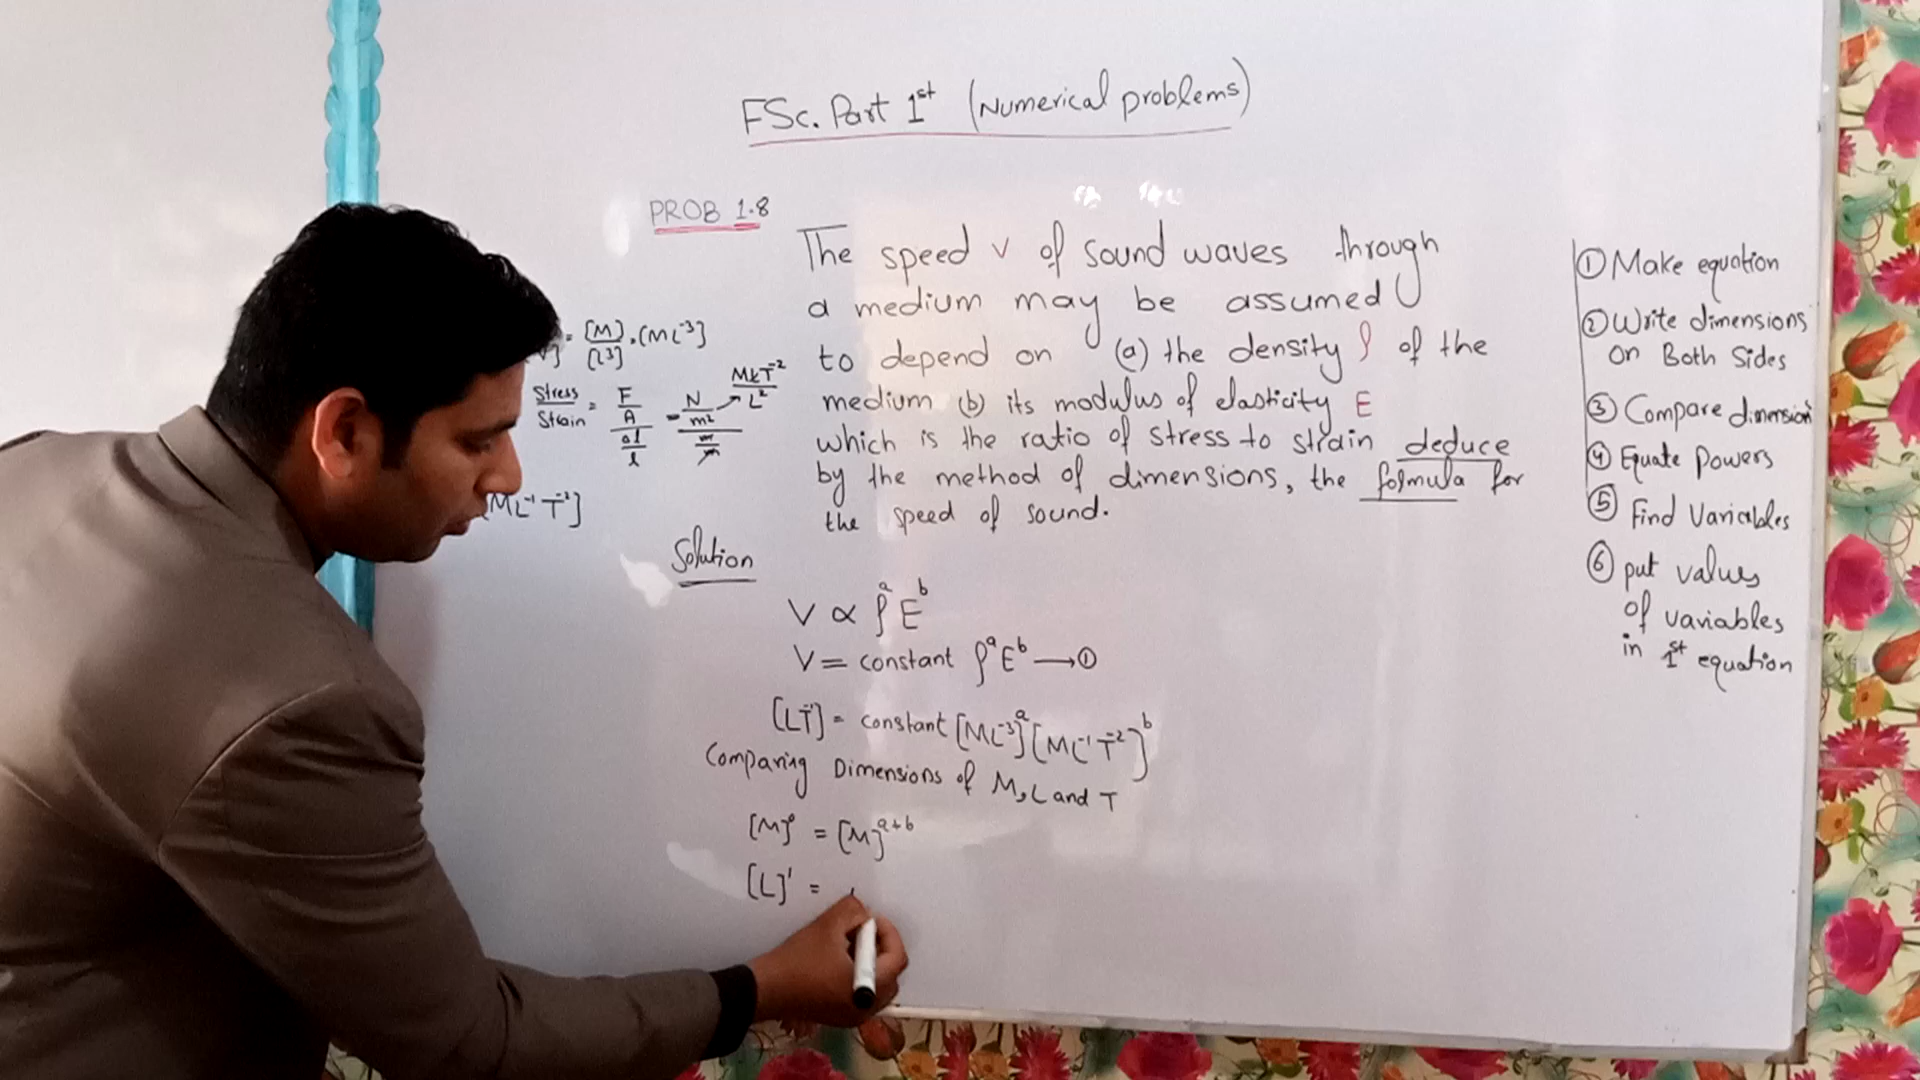 FSc. Part 1st (Numerical problems)
PROB 1.8
The speed v of sound waves through
a medium may be assumed
to depend on (a) the density ρ of the
medium (b) its modulus of elasticity E
which is the ratio of stress to strain deduce
by the method of dimensions, the formula for
the speed of sound.
= [M]/[L³] . [ML⁻³]
Stress/Strain = F/A / Δl/l = N/m² / m/m → MLT⁻²/L²
[ML⁻¹T⁻²]
Solution
V ∝ ρᵃ Eᵇ
V = constant ρᵃ Eᵇ → ①
[LT⁻¹] = constant [ML⁻³]ᵃ [ML⁻¹T⁻²]ᵇ
Comparing Dimensions of M, L and T
[M]⁰ = [M]ᵃ⁺ᵇ
[L]¹ =
① Make equation
② Write dimensions
on Both Sides
③ Compare dimension
④ Equate Powers
⑤ Find Variables
⑥ put values
of variables
in 1st equation